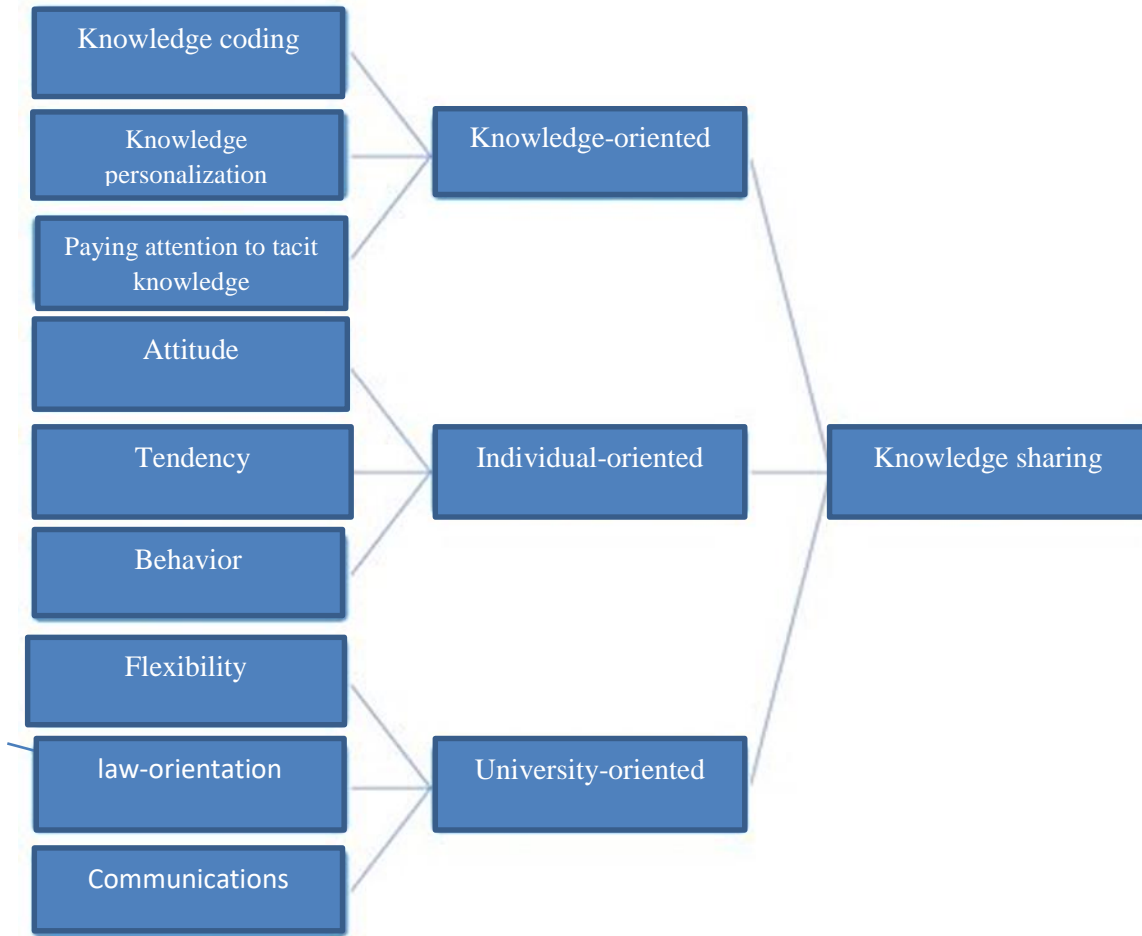 Knowledge coding
Knowledge
personalization
Paying attention to tacit
knowledge
Knowledge-oriented
Attitude
Tendency
Behavior
Individual-oriented
Flexibility
law-orientation
Communications
University-oriented
Knowledge sharing